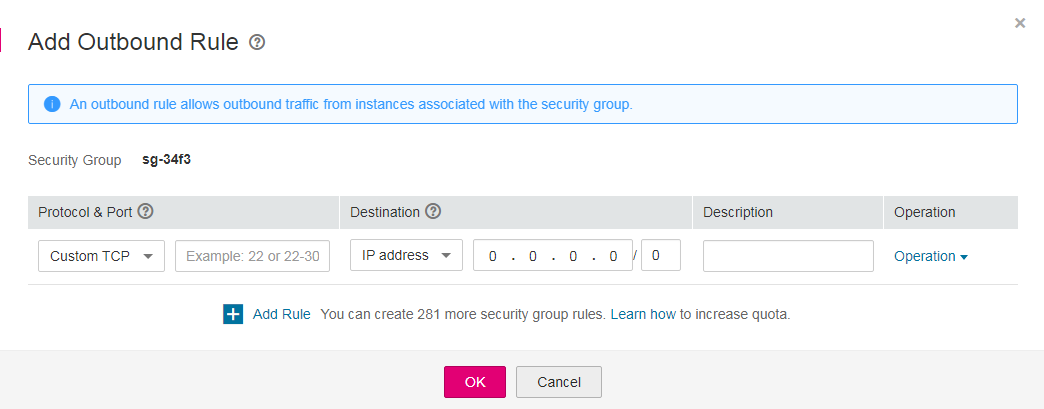 ×
Add Outbound Rule ?
i An outbound rule allows outbound traffic from instances associated with the security group.
Security Group sg-34f3
Protocol & Port ? Destination ? Description Operation
Custom TCP Example: 22 or 22-30 IP address 0 . 0 . 0 . 0 / 0 Operation
+ Add Rule You can create 281 more security group rules. Learn how to increase quota.
OK Cancel